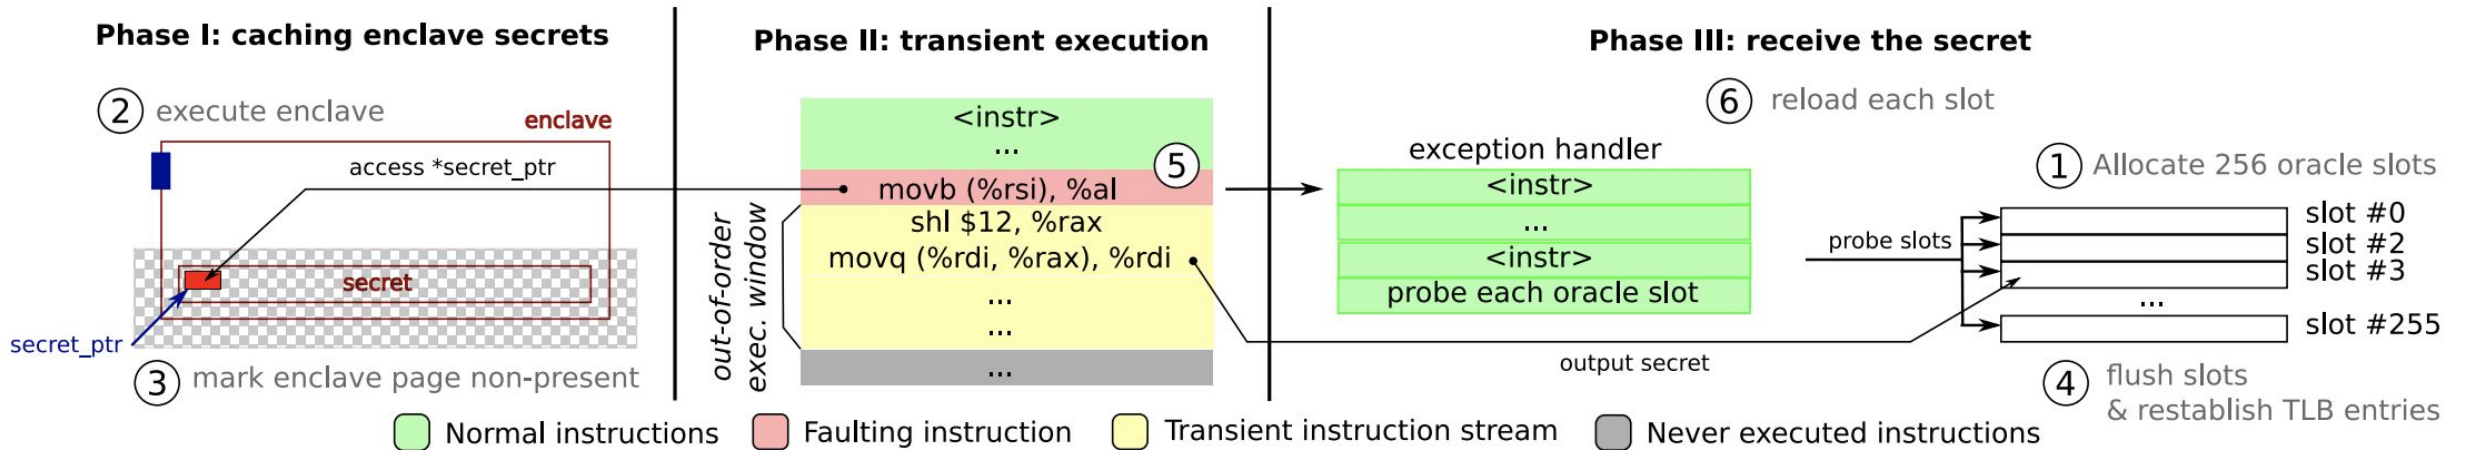 Phase I: caching enclave secrets
② execute enclave
enclave
access *secret_ptr
secret
secret_ptr
③ mark enclave page non-present
Phase II: transient execution
<instr>
...
⑤
movb (%rsi), %al
shl $12, %rax
movq (%rdi, %rax), %rdi
...
...
...
out-of-order
exec. window
Phase III: receive the secret
⑥ reload each slot
exception handler
<instr>
...
<instr>
probe each oracle slot
① Allocate 256 oracle slots
probe slots
slot #0
slot #2
slot #3
...
slot #255
output secret
④ flush slots
& restablish TLB entries
Normal instructions
Faulting instruction
Transient instruction stream
Never executed instructions